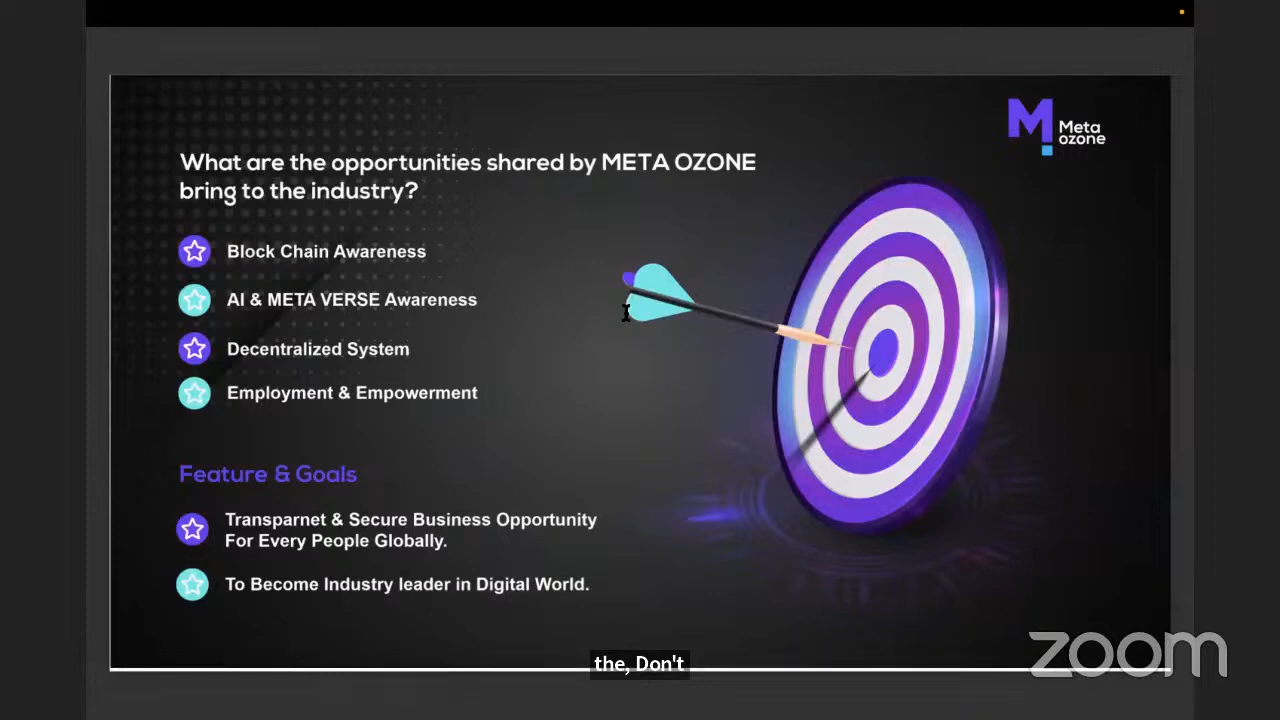 Meta
ozone
What are the opportunities shared by META OZONE
bring to the industry?
Block Chain Awareness
AI & META VERSE Awareness
Decentralized System
Employment & Empowerment
Feature & Goals
Transparnet & Secure Business Opportunity
For Every People Globally.
To Become Industry leader in Digital World.
the, Don't
zoom